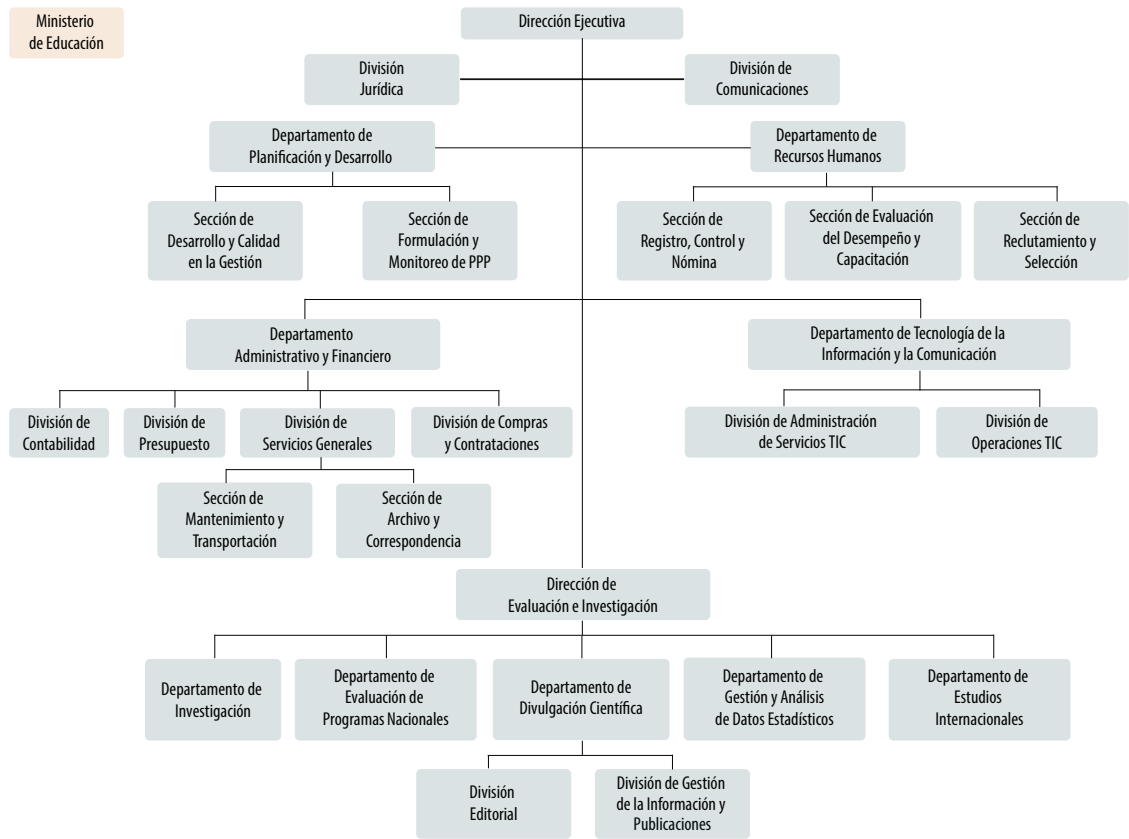 Ministerio
de Educación
Dirección Ejecutiva
División
Jurídica
División de
Comunicaciones
Departamento de
Planificación y Desarrollo
Departamento de
Recursos Humanos
Sección de
Desarrollo y Calidad
en la Gestión
Sección de
Formulación y
Monitoreo de PPP
Sección de
Registro, Control y
Nómina
Sección de Evaluación
del Desempeño y
Capacitación
Sección de
Reclutamiento y
Selección
Departamento
Administrativo y Financiero
Departamento de Tecnología de la
Información y la Comunicación
División de
Contabilidad
División de
Presupuesto
División de
Servicios Generales
División de Compras
y Contrataciones
División de Administración
de Servicios TIC
División de
Operaciones TIC
Sección de
Mantenimiento y
Transportación
Sección de
Archivo y
Correspondencia
Dirección de
Evaluación e Investigación
Departamento de
Investigación
Departamento de
Evaluación de
Programas Nacionales
Departamento de
Divulgación Científica
Departamento de
Gestión y Análisis
de Datos Estadísticos
Departamento de
Estudios
Internacionales
División
Editorial
División de Gestión
de la Información y
Publicaciones